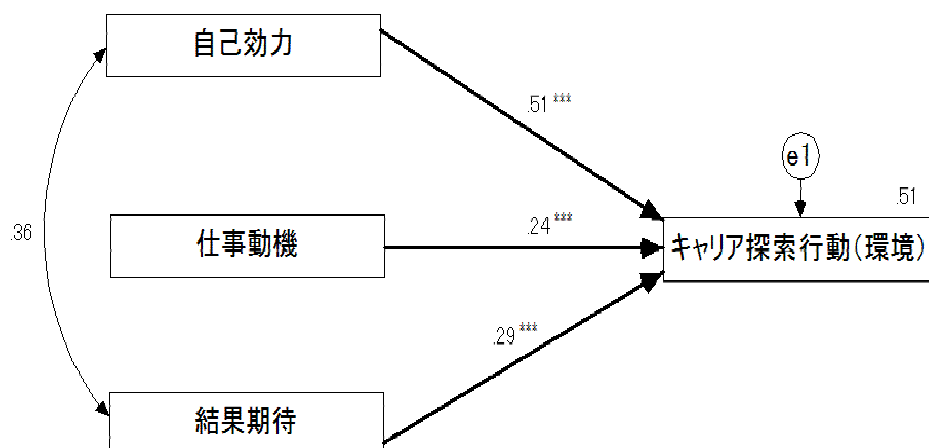 自己効力
.51 ***
e1
.51
.36
仕事動機
.24 ***
キャリア探索行動(環境)
.29 ***
結果期待